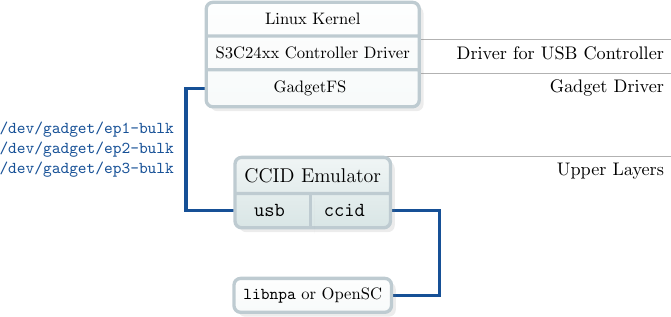 Linux Kernel
S3C24xx Controller Driver
Driver for USB Controller
GadgetFS
Gadget Driver
/dev/gadget/ep1-bulk
/dev/gadget/ep2-bulk
/dev/gadget/ep3-bulk
CCID Emulator
Upper Layers
usb
ccid
libnpa or OpenSC